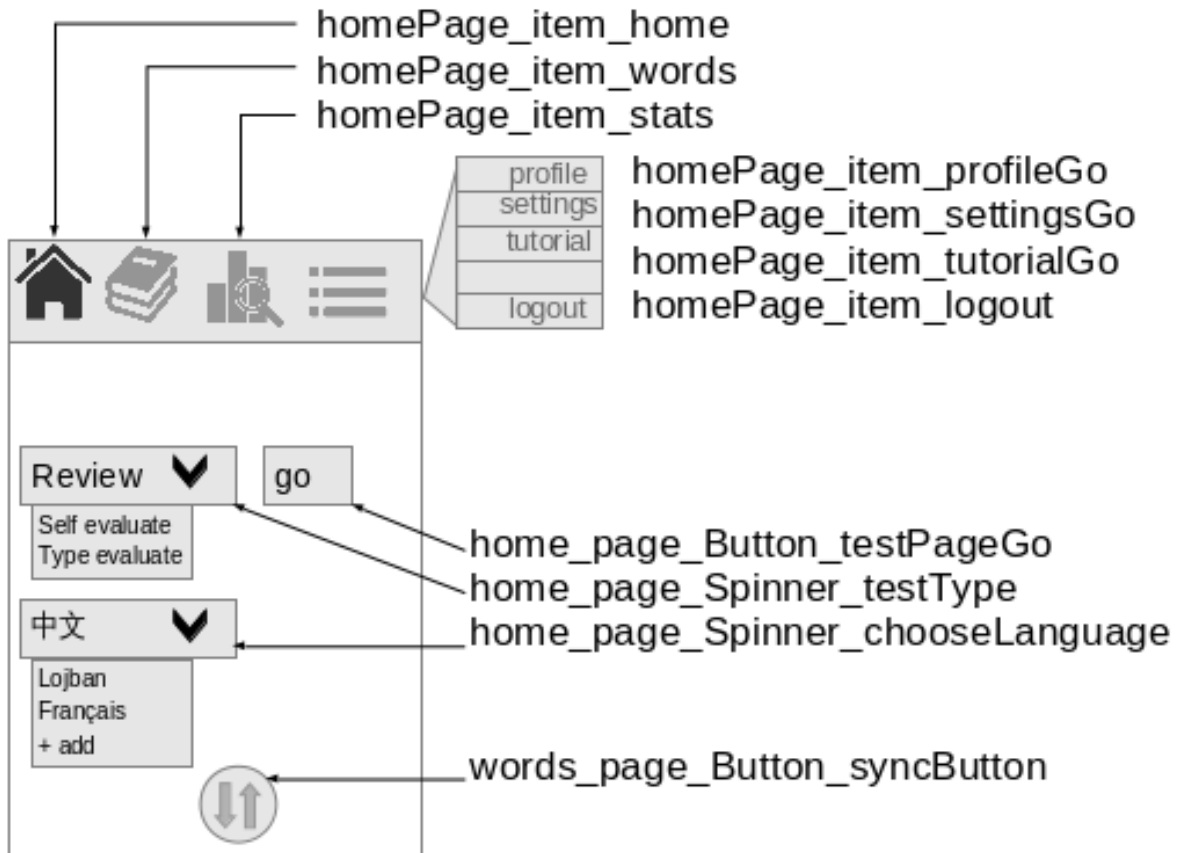 homePage_item_home
homePage_item_words
homePage_item_stats
profile homePage_item_profileGo
settings homePage_item_settingsGo
tutorial homePage_item_tutorialGo
logout homePage_item_logout
Review go
Self evaluate
Type evaluate
home_page_Button_testPageGo
home_page_Spinner_testType
home_page_Spinner_chooseLanguage
中文
Lojban
Français
+ add
words_page_Button_syncButton